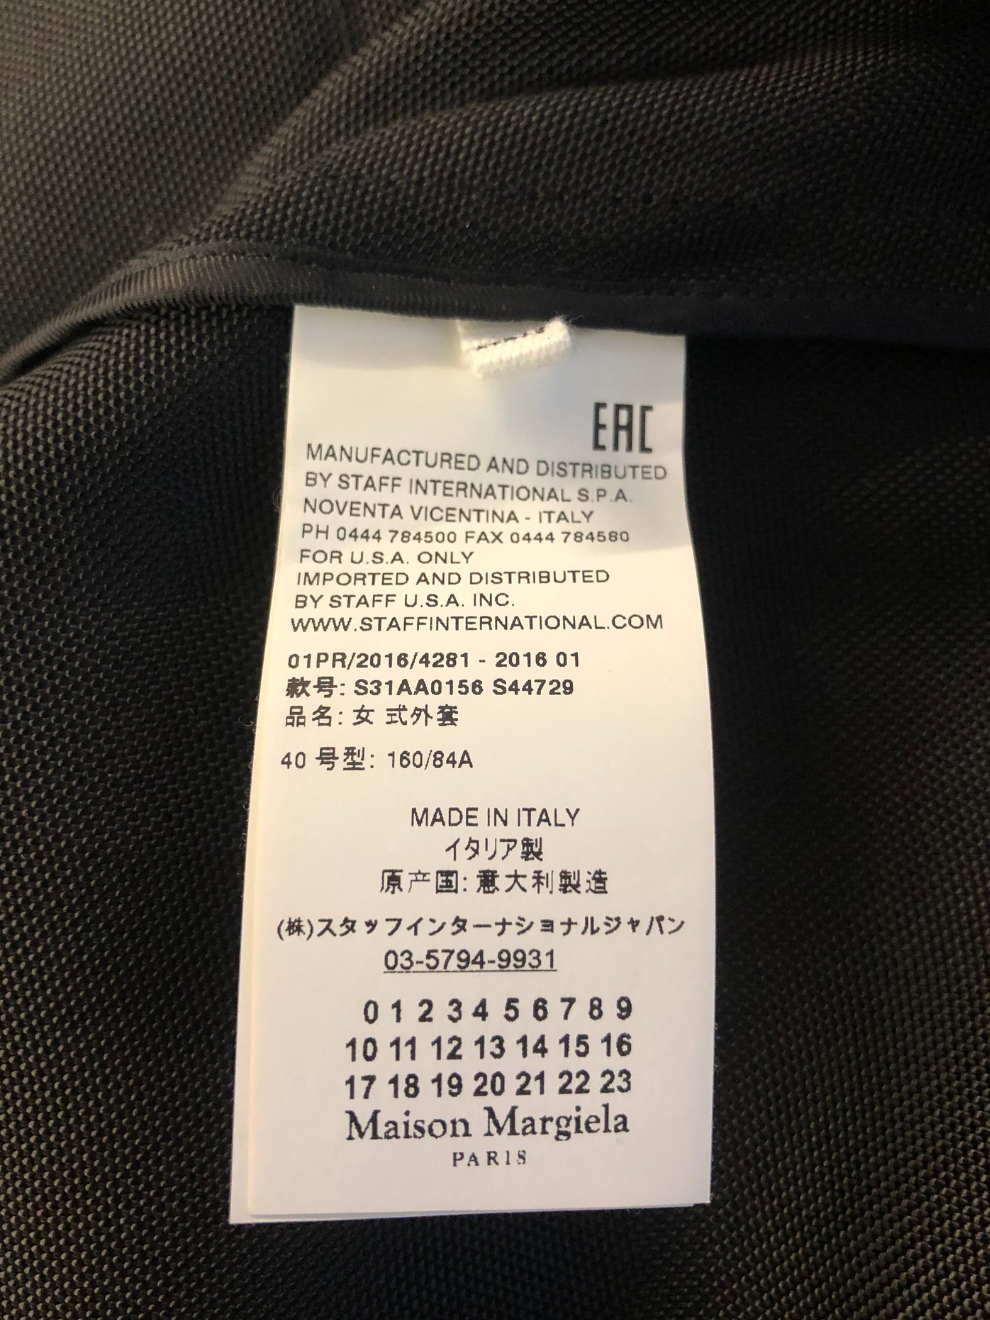 EAC
MANUFACTURED AND DISTRIBUTED
BY STAFF INTERNATIONAL S.P.A.
NOVENTA VICENTINA - ITALY
PH 0444 784500 FAX 0444 784580
FOR U.S.A. ONLY
IMPORTED AND DISTRIBUTED
BY STAFF U.S.A. INC.
WWW.STAFFINTERNATIONAL.COM
01PR/2016/4281 - 2016 01
款号: S31AA0156 S44729
品名: 女 式外套
40 号型: 160/84A
MADE IN ITALY
イタリア製
原产国: 意大利製造
(株)スタッフインターナショナルジャパン
03-5794-9931
0 1 2 3 4 5 6 7 8 9
10 11 12 13 14 15 16
17 18 19 20 21 22 23
Maison Margiela
PARIS